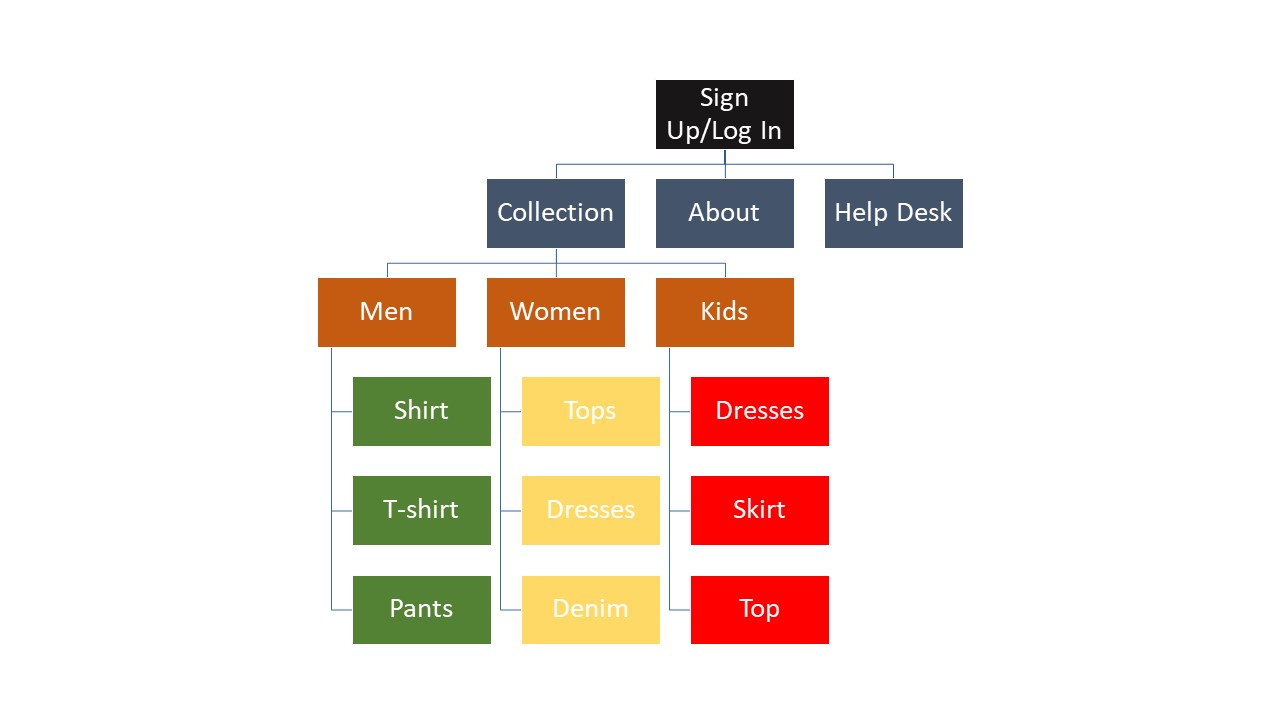 Sign
Up/Log In
Collection
About
Help Desk
Men
Women
Kids
Shirt
Tops
Dresses
T-shirt
Dresses
Skirt
Pants
Denim
Top